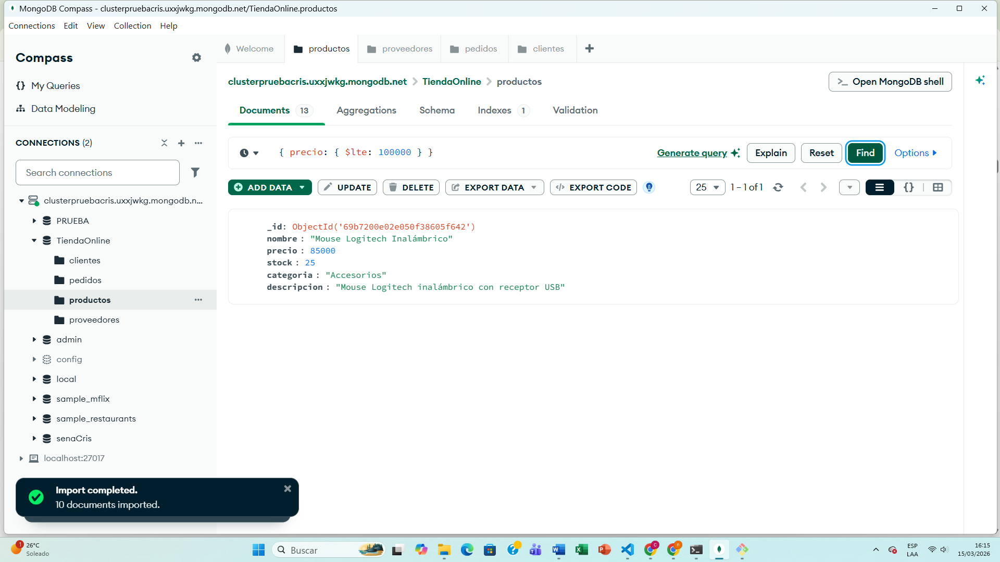 MongoDB Compass - clusterpruebacris.uxxjwkg.mongodb.net/TiendaOnline.productos
Connections Edit View Collection Help
Compass
My Queries
Data Modeling
CONNECTIONS (2)
Search connections
clusterpruebacris.uxxjwkg.mongodb.n...
PRUEBA
TiendaOnline
clientes
pedidos
productos
proveedores
admin
config
local
sample_mflix
sample_restaurants
senaCris
localhost:27017
Import completed.
10 documents imported.
Welcome productos proveedores pedidos clientes
clusterpruebacris.uxxjwkg.mongodb.net > TiendaOnline > productos
>_ Open MongoDB shell
Documents 13 Aggregations Schema Indexes 1 Validation
{ precio: { $lte: 100000 } }
Generate query Explain Reset Find Options
ADD DATA UPDATE DELETE EXPORT DATA </> EXPORT CODE 25 1 – 1 of 1 {}
_id: ObjectId('69b7200e02e050f38605f642')
nombre : "Mouse Logitech Inalámbrico"
precio : 85000
stock : 25
categoria : "Accesorios"
descripcion : "Mouse Logitech inalámbrico con receptor USB"
1
26°C
Soleado
Buscar
ESP
LAA
16:15
15/03/2026